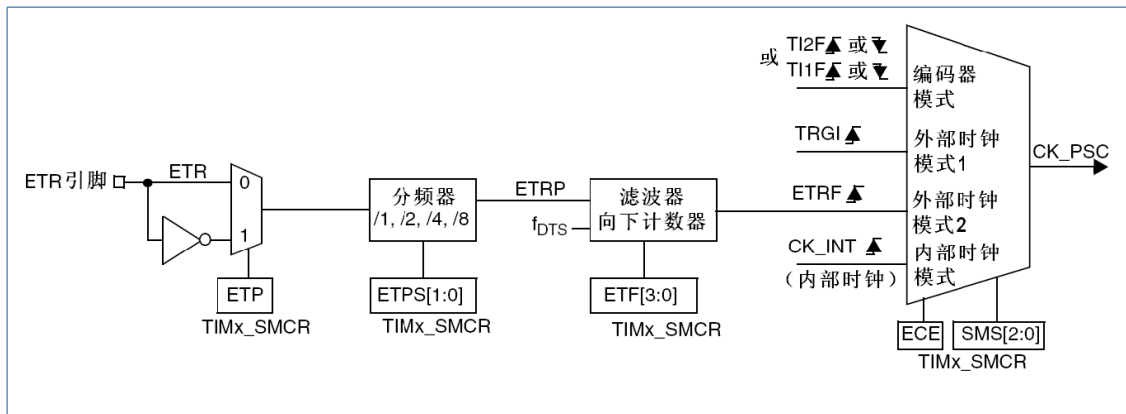 或 TI2F 或
TI1F 或
编码器
模式
TRGI
外部时钟
模式1
CK_PSC
ETR引脚
ETR
0
1
ETP
TIMx_SMCR
分频器
/1, /2, /4, /8
ETPS[1:0]
TIMx_SMCR
ETRP
fDTS
滤波器
向下计数器
ETF[3:0]
TIMx_SMCR
ETRF
外部时钟
模式2
CK_INT
(内部时钟)
内部时钟
模式
ECE
SMS[2:0]
TIMx_SMCR